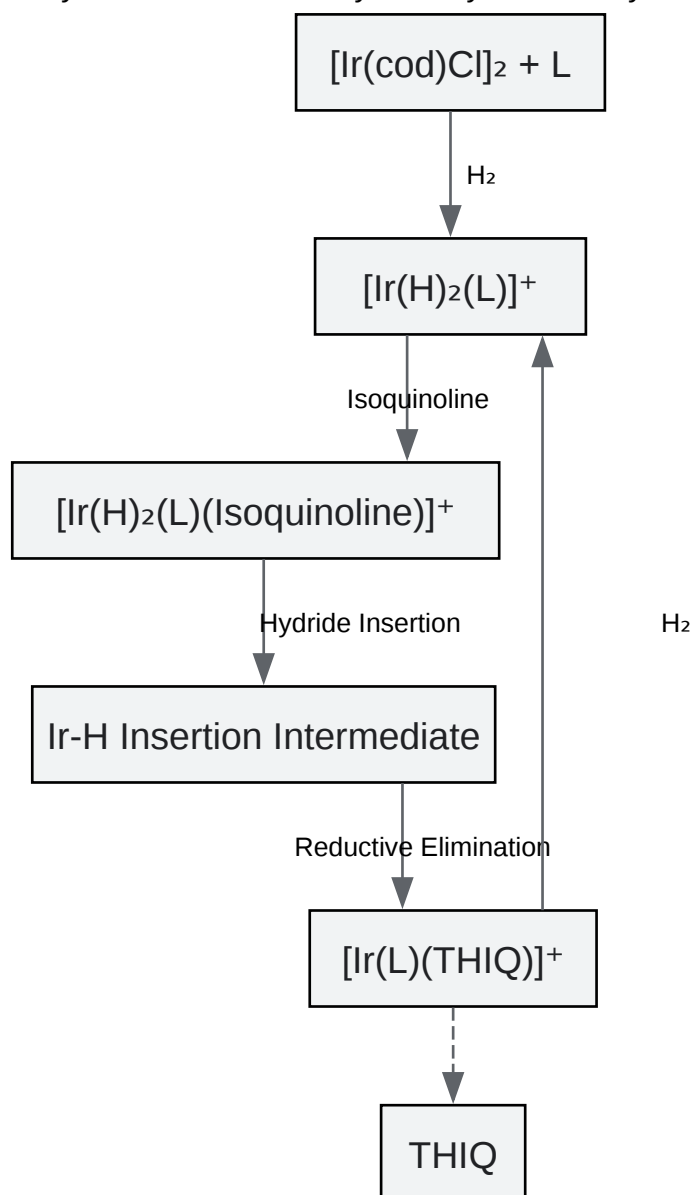 [Ir(cod)Cl]₂ + L
H₂
[Ir(H)₂(L)]⁺
Isoquinoline
[Ir(H)₂(L)(Isoquinoline)]⁺
Hydride Insertion
H₂
Ir-H Insertion Intermediate
Reductive Elimination
[Ir(L)(THIQ)]⁺
THIQ